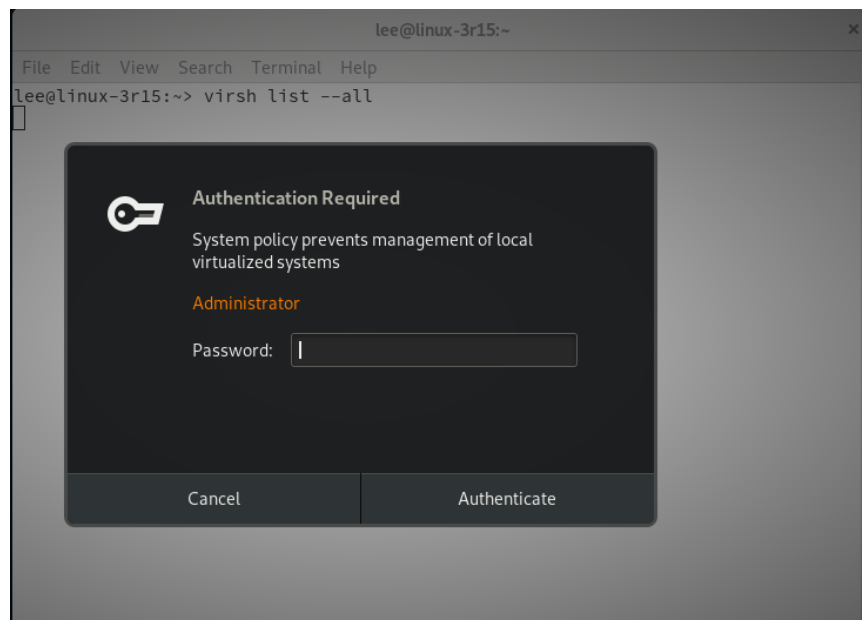 lee@linux-3r15:~
×
File Edit View Search Terminal Help
lee@linux-3r15:~> virsh list --all
Authentication Required
System policy prevents management of local
virtualized systems
Administrator
Password:
Cancel Authenticate